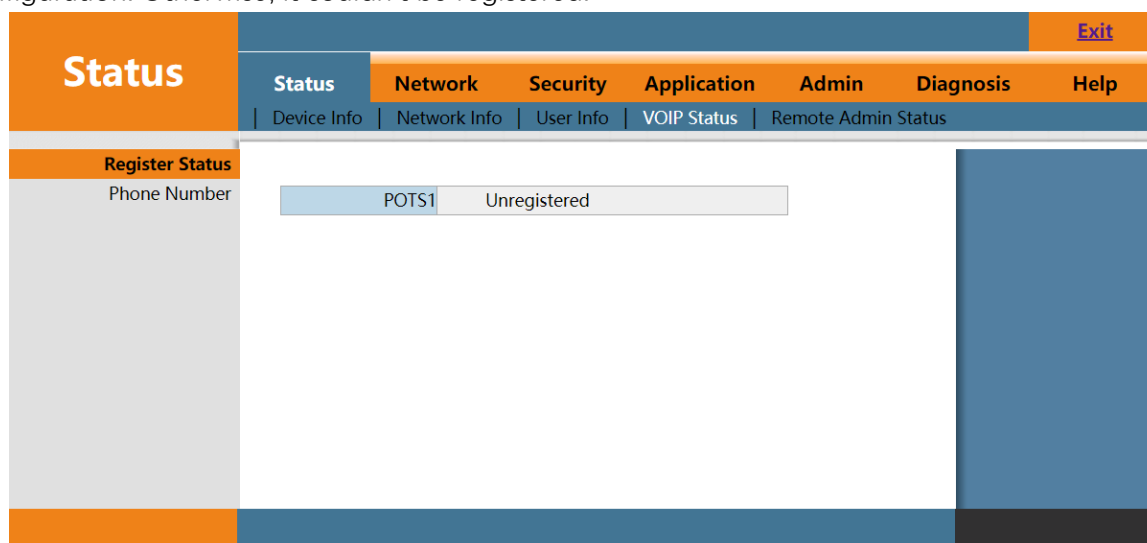 Exit
Status
Status Network Security Application Admin Diagnosis Help
| Device Info | Network Info | User Info | VOIP Status | Remote Admin Status
Register Status
Phone Number
POTS1 Unregistered